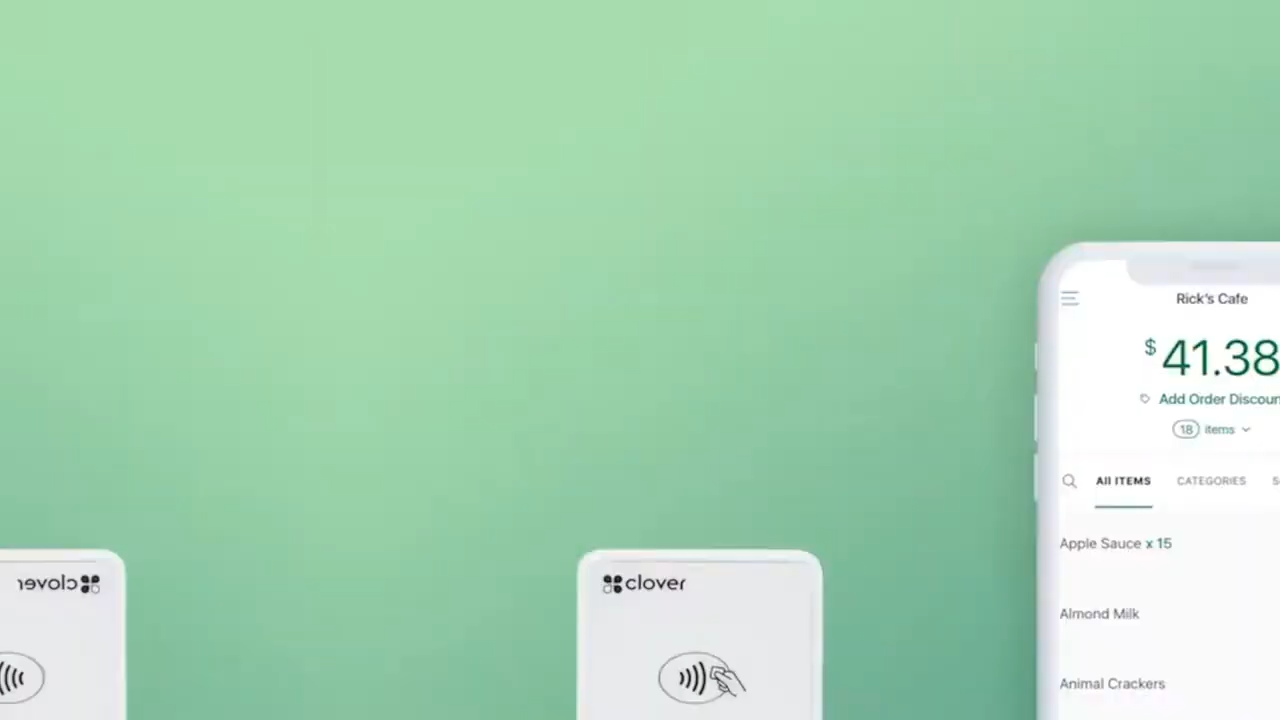 Rick's Cafe
$41.38
Add Order Discoun
18 items
All ITEMS CATEGORIES S
Apple Sauce x 15
clover
clover
Almond Milk
Animal Crackers